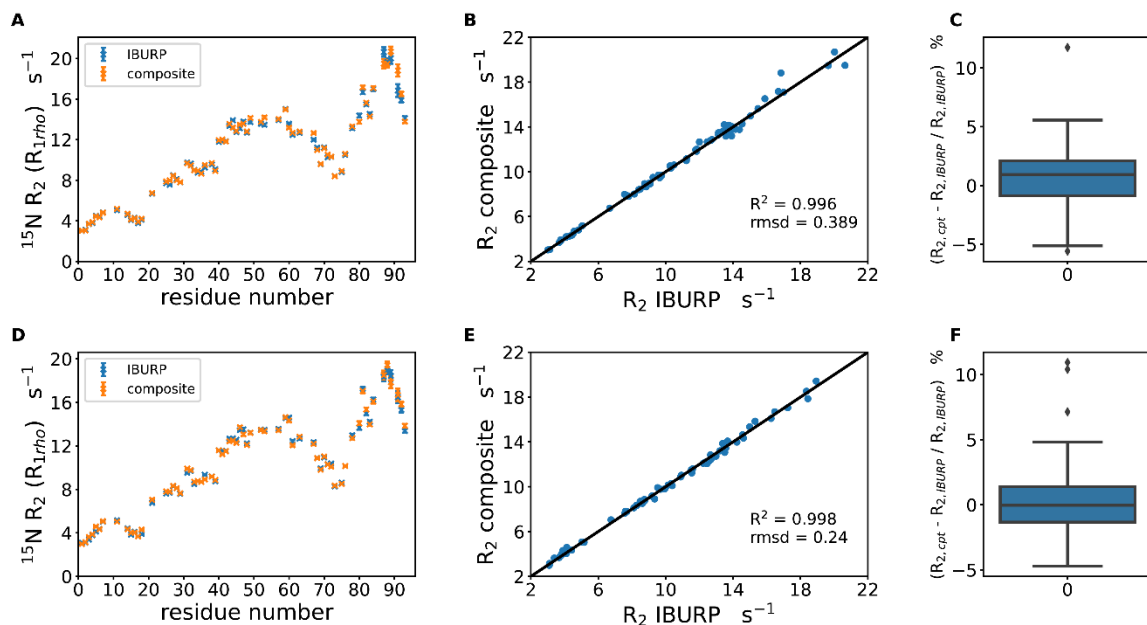 A
B
C
IBURP
composite
¹⁵N R₂ (R₁rho) s⁻¹
20
16
12
8
4
0
0 10 20 30 40 50 60 70 80 90
residue number
R₂ composite s⁻¹
22
18
14
10
6
2
R² = 0.996
rmsd = 0.389
2 6 10 14 18 22
R₂ IBURP s⁻¹
(R₂,cpt - R₂,IBURP / R₂,IBURP) %
10
5
0
−5
0
D
E
F
IBURP
composite
¹⁵N R₂ (R₁rho) s⁻¹
20
16
12
8
4
0
0 10 20 30 40 50 60 70 80 90
residue number
R₂ composite s⁻¹
22
18
14
10
6
2
R² = 0.998
rmsd = 0.24
2 6 10 14 18 22
R₂ IBURP s⁻¹
(R₂,cpt - R₂,IBURP / R₂,IBURP) %
10
5
0
−5
0